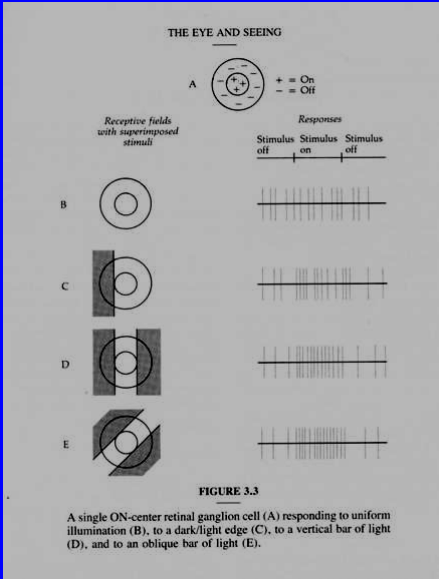 THE EYE AND SEEING
A
+ = On
− = Off
Receptive fields
with superimposed
stimuli
Responses
Stimulus Stimulus Stimulus
off on off
B
C
D
E
FIGURE 3.3
A single ON-center retinal ganglion cell (A) responding to uniform
illumination (B), to a dark/light edge (C), to a vertical bar of light
(D), and to an oblique bar of light (E).